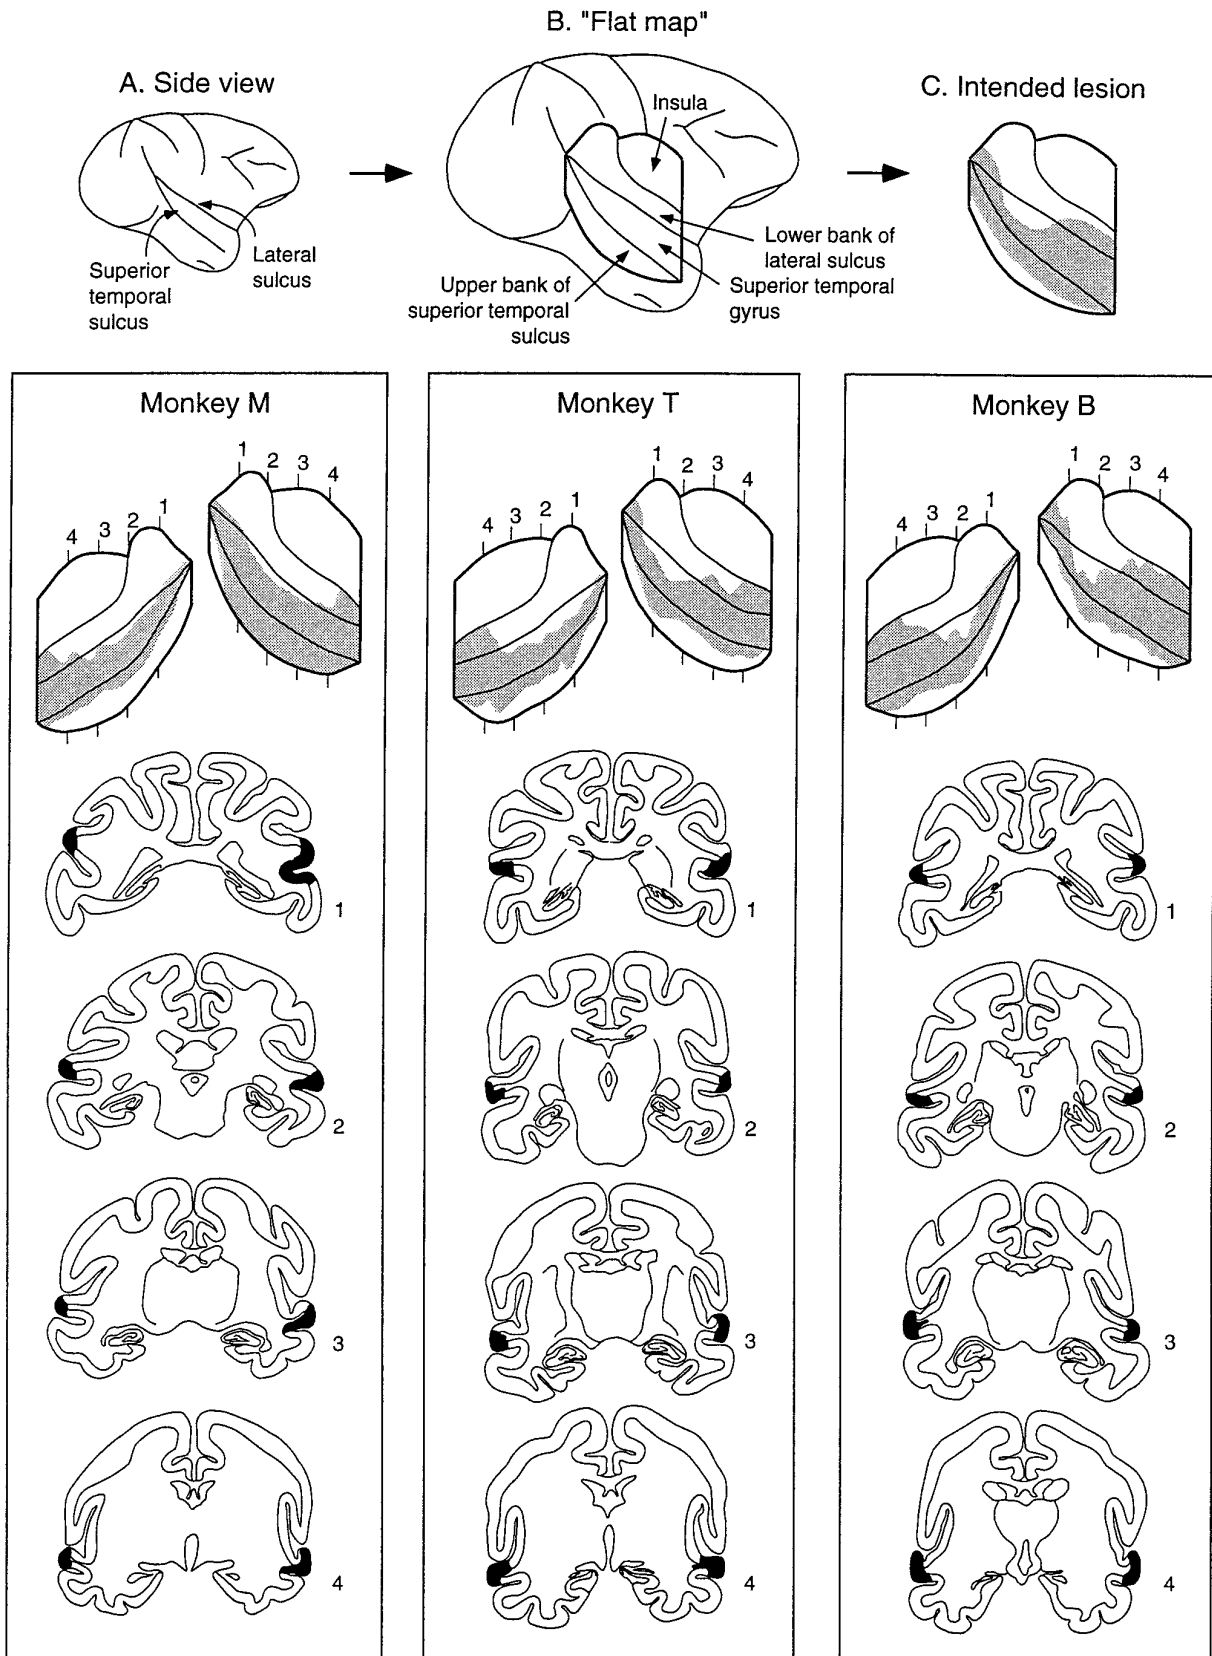 B. "Flat map"
A. Side view
C. Intended lesion
Insula
Superior
temporal
sulcus
Lateral
sulcus
Upper bank of
superior temporal
sulcus
Lower bank of
lateral sulcus
Superior temporal
gyrus
Monkey M
1
2
3
4
4
3
2
1
1
2
3
4
Monkey T
1
2
3
4
4
3
2
1
1
2
3
4
Monkey B
1
2
3
4
4
3
2
1
1
2
3
4